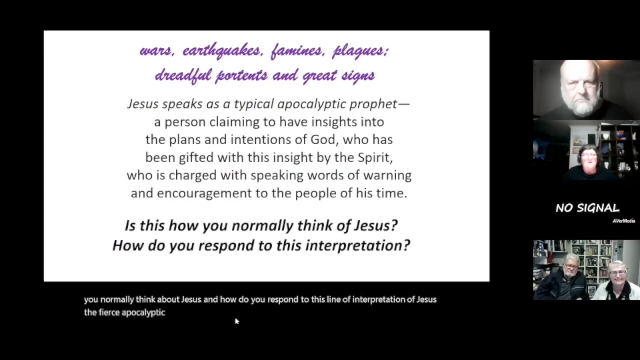 wars, earthquakes, famines, plagues;
dreadful portents and great signs
Jesus speaks as a typical apocalyptic prophet—
a person claiming to have insights into
the plans and intentions of God, who has
been gifted with this insight by the Spirit,
who is charged with speaking words of warning
and encouragement to the people of his time.
Is this how you normally think of Jesus?
How do you respond to this interpretation?
NO SIGNAL
AVerMedia
you normally think about Jesus and how do you respond to this line of interpretation of Jesus
the fierce apocalyptic